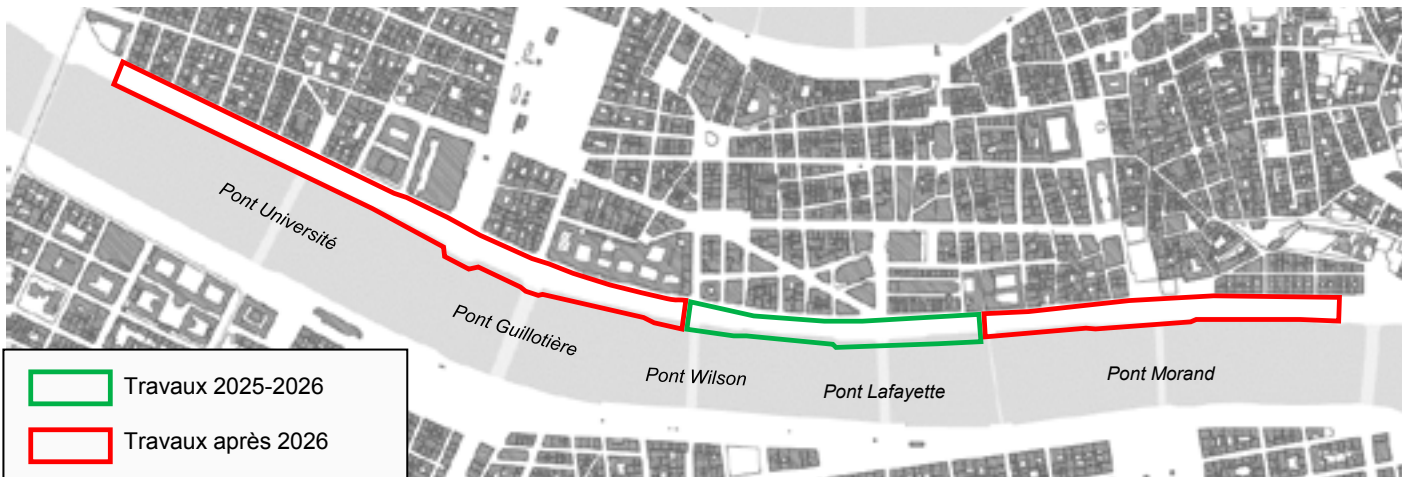 Pont Université
Pont Guillotière
Pont Wilson
Pont Lafayette
Pont Morand
Travaux 2025-2026
Travaux après 2026